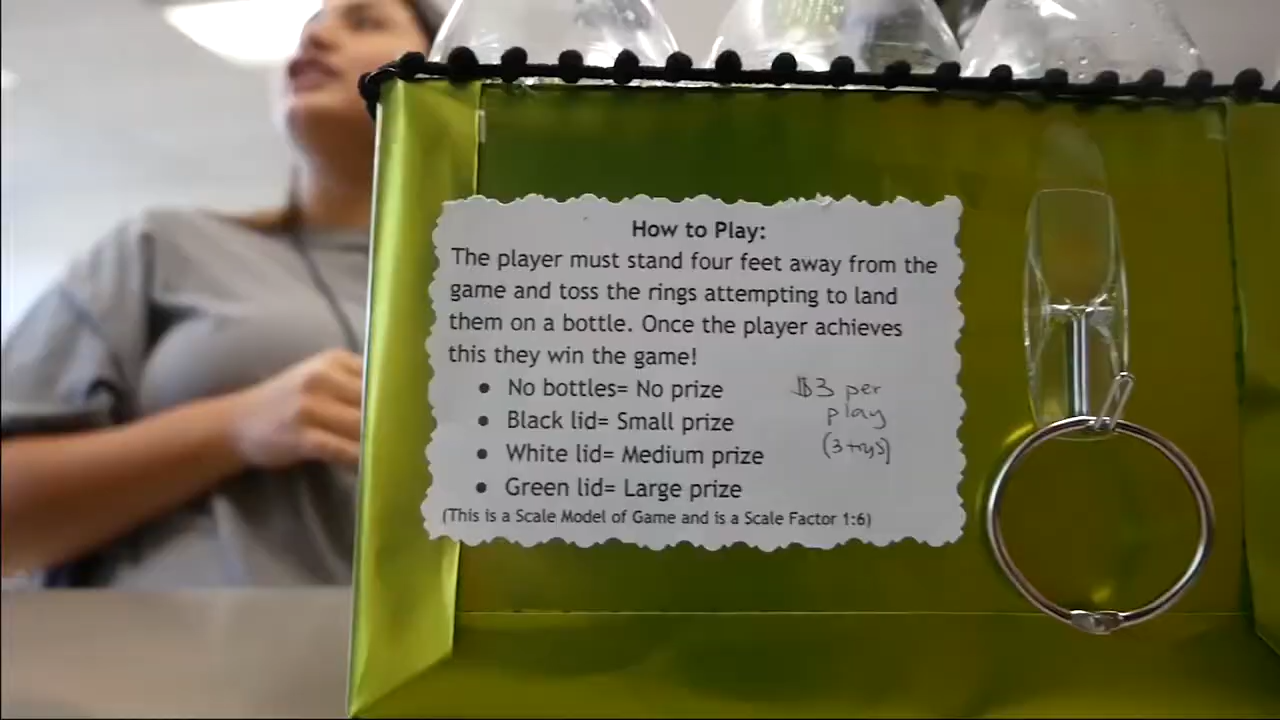 How to Play:
The player must stand four feet away from the
game and toss the rings attempting to land
them on a bottle. Once the player achieves
this they win the game!
• No bottles= No prize
• Black lid= Small prize
• White lid= Medium prize
• Green lid= Large prize
(This is a Scale Model of Game and is a Scale Factor 1:6)
$3 per
play
(3 trys)